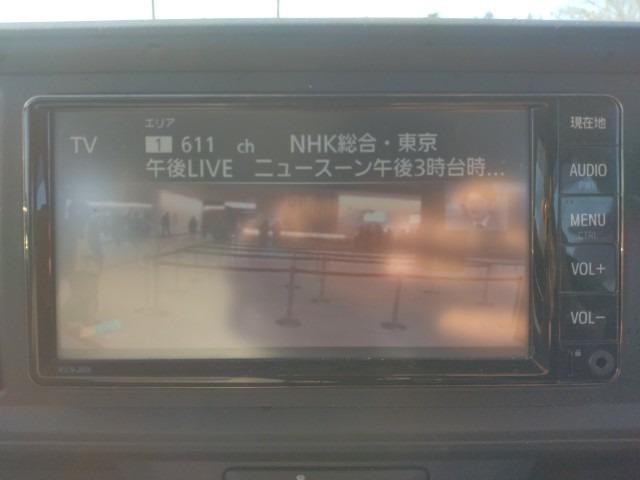 エリア
TV 1 611 ch NHK総合・東京
午後LIVE ニュースーン午後3時台時...
現在地
AUDIO
MENU
CTRL
VOL+
VOL-